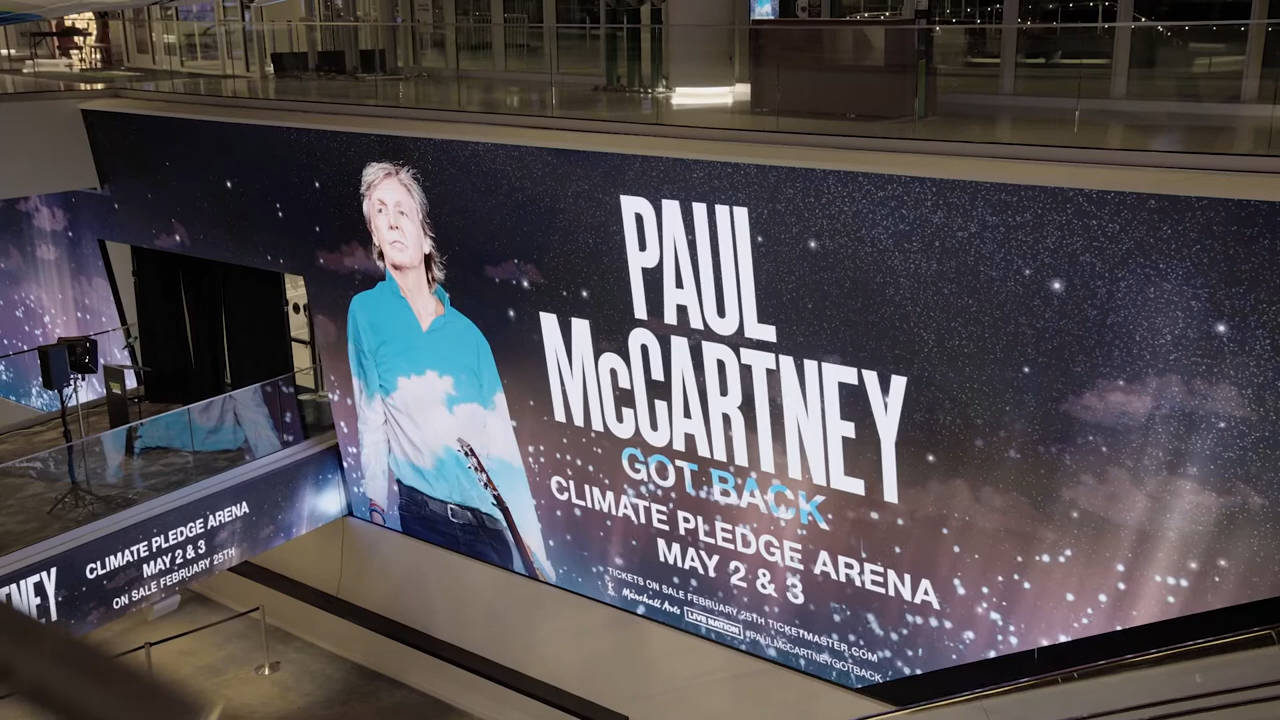 PAUL
McCARTNEY
GOT BACK
CLIMATE PLEDGE ARENA
MAY 2 & 3
TICKETS ON SALE FEBRUARY 25TH TICKETMASTER.COM
Marshall Arts LIVE NATION #PAULMcCARTNEYGOTBACK
TNEY
CLIMATE PLEDGE ARENA
MAY 2 & 3
ON SALE FEBRUARY 25TH